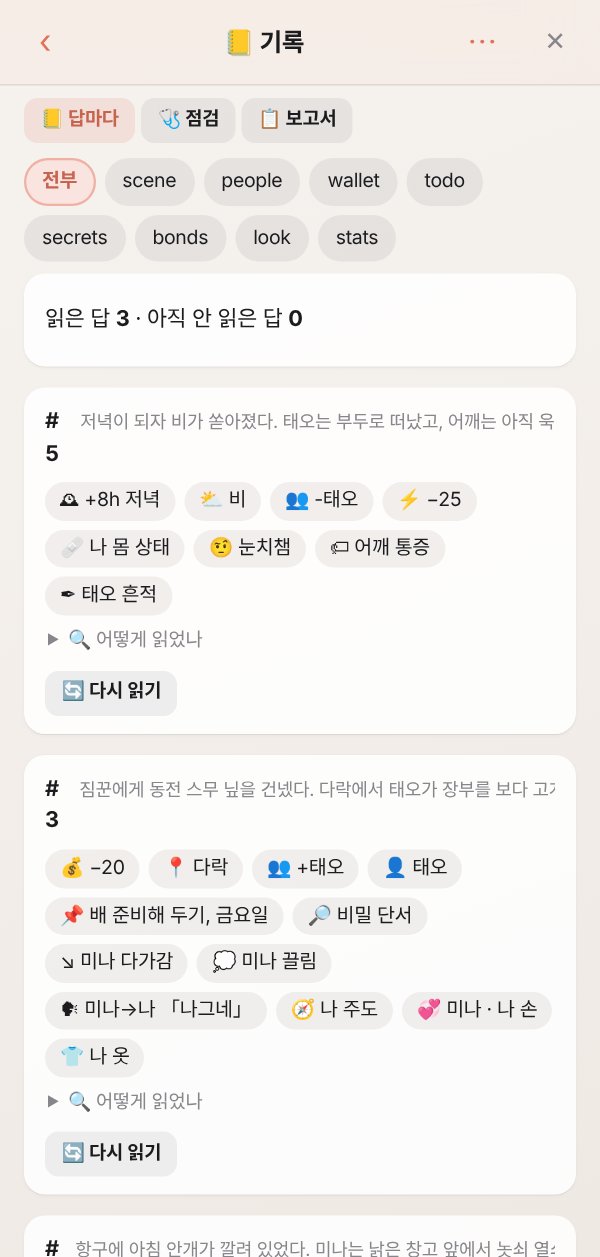 ‹ 📒 기록 ··· ✕
📒 답마다 🩺 점검 📋 보고서
전부 scene people wallet todo
secrets bonds look stats
읽은 답 3 · 아직 안 읽은 답 0
# 저녁이 되자 비가 쏟아졌다. 태오는 부두로 떠났고, 어깨는 아직 욱
5
🕰 +8h 저녁 ⛅ 비 👥 -태오 ⚡ −25
🩹 나 몸 상태 🤨 눈치챔 🏷 어깨 통증
✒ 태오 흔적
▶ 🔍 어떻게 읽었나
🔄 다시 읽기
# 짐꾼에게 동전 스무 닢을 건넸다. 다락에서 태오가 장부를 보다
3
💰 −20 📍 다락 👥 +태오 👤 태오
📌 배 준비해 두기, 금요일 🔎 비밀 단서
↘ 미나 다가감 💭 미나 끌림
🗣 미나→나 「나그네」 🧭 나 주도 💞 미나 · 나 손
👕 나 옷
▶ 🔍 어떻게 읽었나
🔄 다시 읽기
# 항구에 아침 안개가 깔려 있었다. 미나는 낡은 창고 앞에서 놋쇠